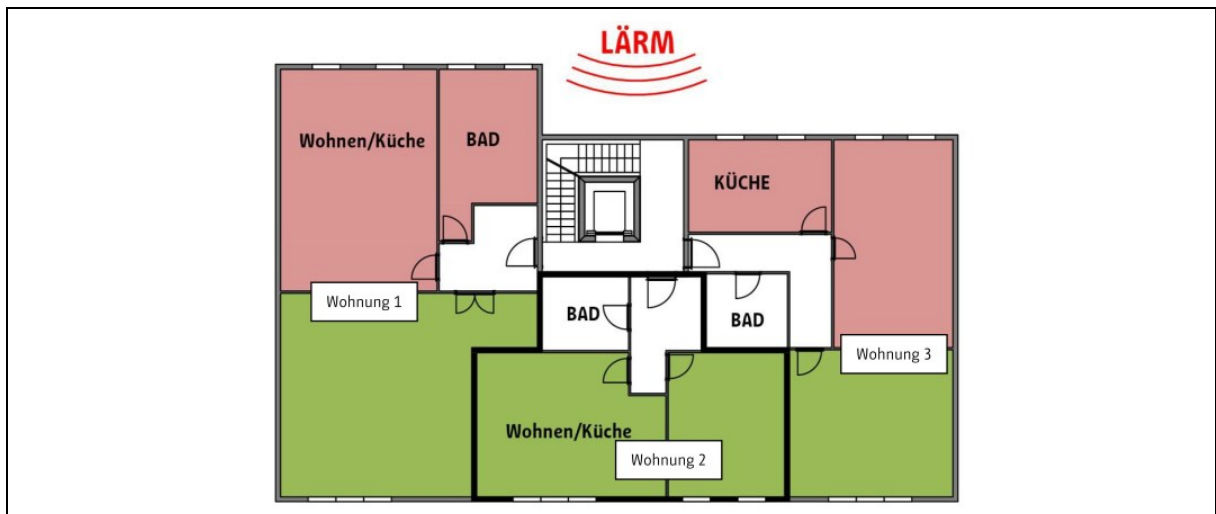 LÄRM
Wohnen/Küche
BAD
KÜCHE
Wohnung 1
BAD
BAD
Wohnung 3
Wohnen/Küche
Wohnung 2